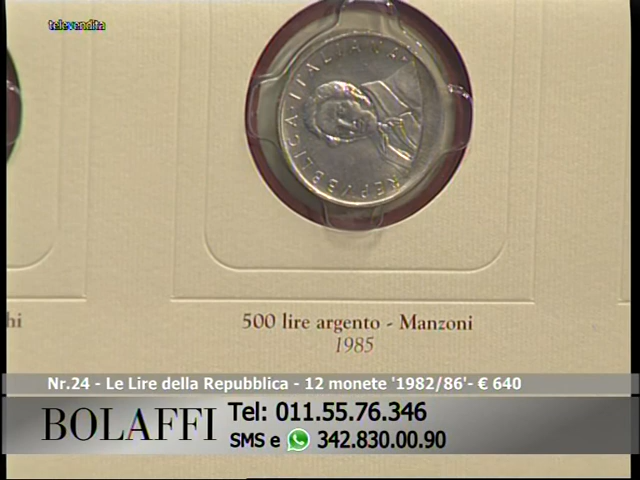 televendita
REPVBBLICA · ITALIANA
hi
500 lire argento - Manzoni
1985
Nr.24 - Le Lire della Repubblica - 12 monete '1982/86'- € 640
BOLAFFI
Tel: 011.55.76.346
SMS e 342.830.00.90